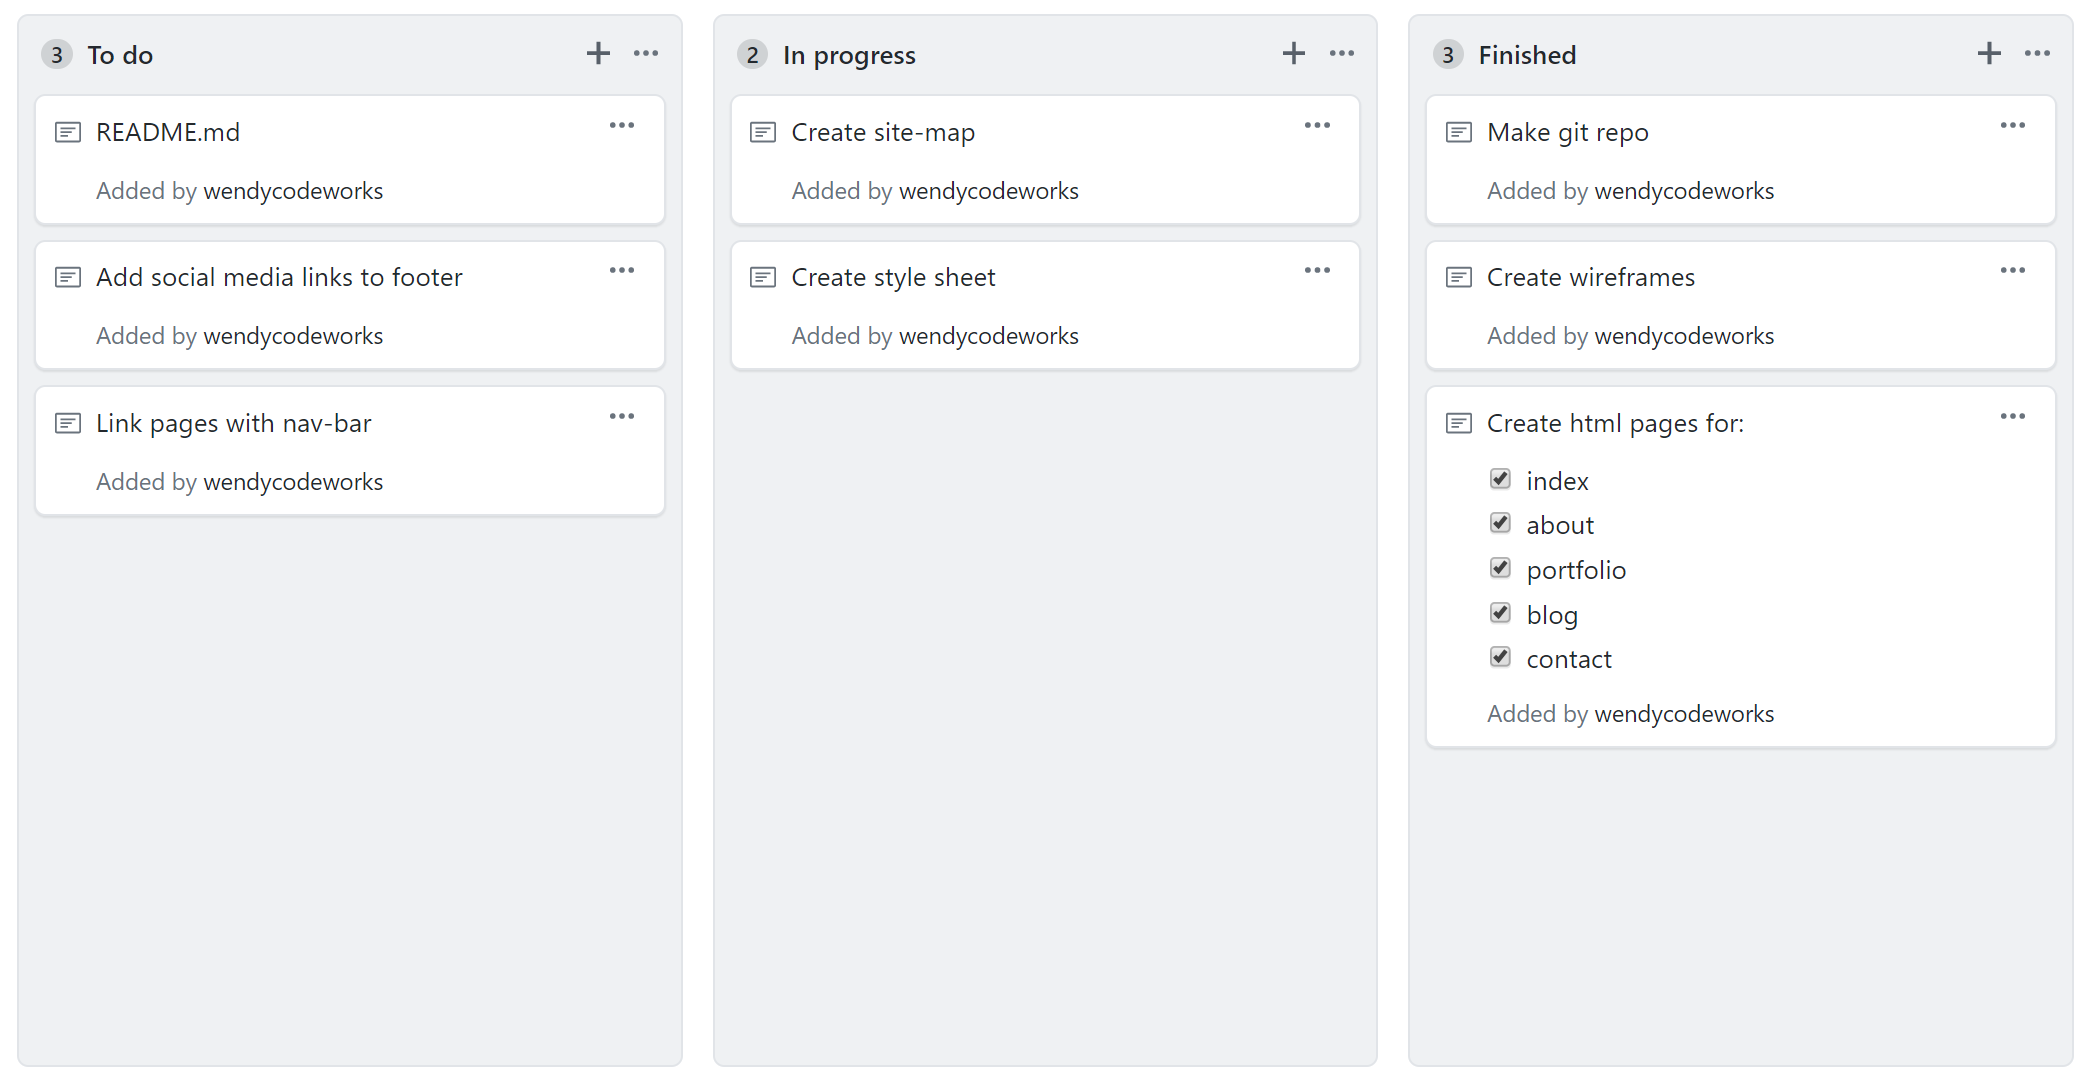 3 To do
README.md
Added by wendycodeworks
Add social media links to footer
Added by wendycodeworks
Link pages with nav-bar
Added by wendycodeworks
2 In progress
Create site-map
Added by wendycodeworks
Create style sheet
Added by wendycodeworks
3 Finished
Make git repo
Added by wendycodeworks
Create wireframes
Added by wendycodeworks
Create html pages for:
index
about
portfolio
blog
contact
Added by wendycodeworks